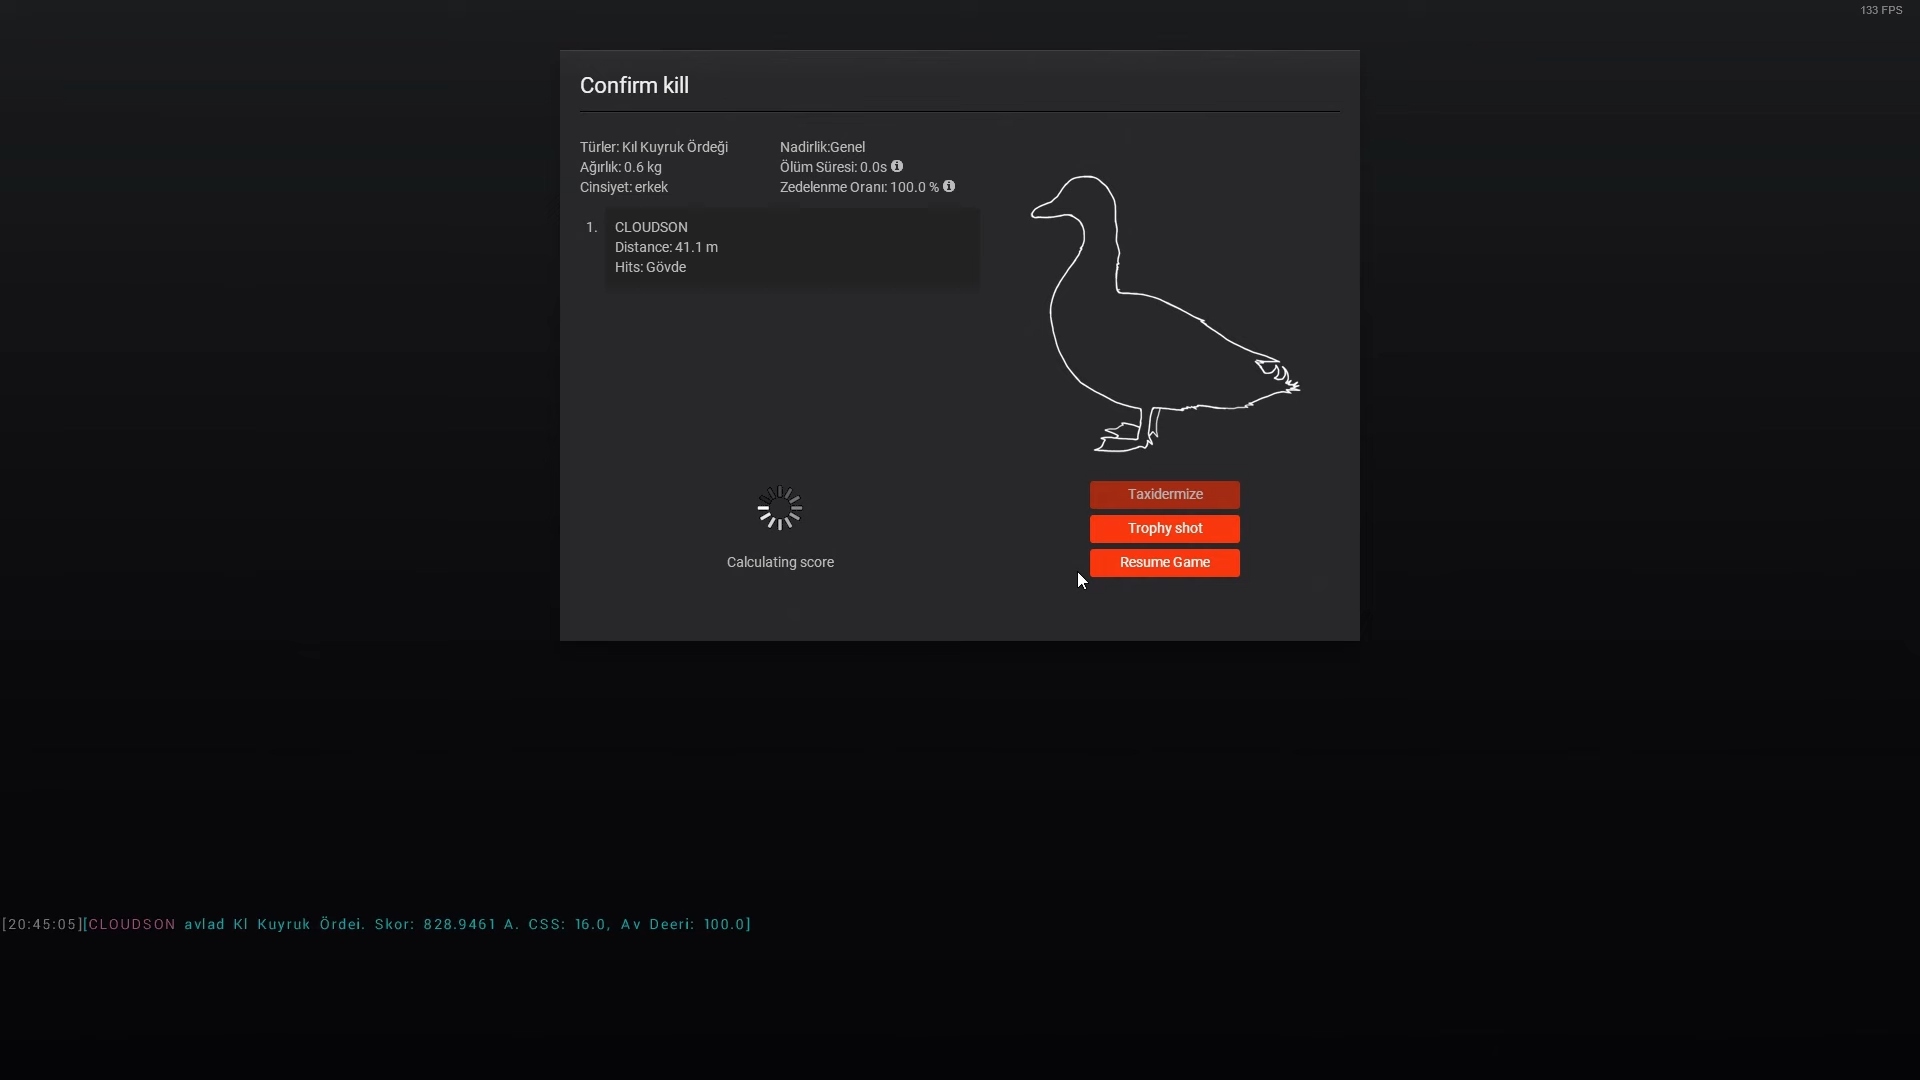 133 FPS
Confirm kill
Türler: Kıl Kuyruk Ördeği
Nadirlik:Genel
Ağırlık: 0.6 kg
Ölüm Süresi: 0.0s
Cinsiyet: erkek
Zedelenme Oranı: 100.0 %
1. CLOUDSON
Distance: 41.1 m
Hits: Gövde
Taxidermize
Trophy shot
Calculating score
Resume Game
[20:45:05][CLOUDSON avlad Kl Kuyruk Ördei. Skor: 828.9461 A. CSS: 16.0, Av Deeri: 100.0]